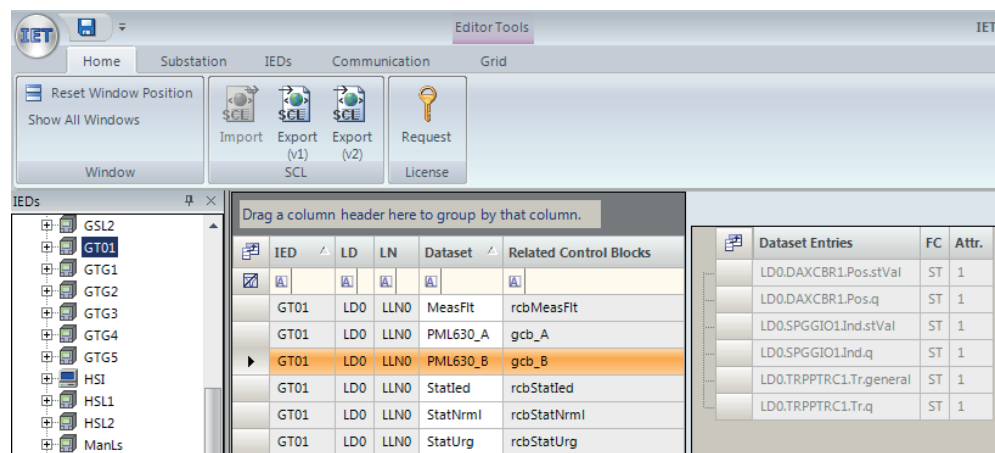 Editor Tools
IET
IET
Home Substation IEDs Communication Grid
Reset Window Position
Show All Windows
Window
SCL SCL SCL
Import Export (v1) Export (v2)
SCL
Request
License
IEDs
GSL2
GT01
GTG1
GTG2
GTG3
GTG4
GTG5
HSI
HSL1
HSL2
ManLs
Drag a column header here to group by that column.
IED LD LN Dataset Related Control Blocks
A A A A A
GT01 LD0 LLN0 MeasFlt rcbMeasFlt
GT01 LD0 LLN0 PML630_A gcb_A
GT01 LD0 LLN0 PML630_B gcb_B
GT01 LD0 LLN0 StatIed rcbStatIed
GT01 LD0 LLN0 StatNrml rcbStatNrml
GT01 LD0 LLN0 StatUrg rcbStatUrg
Dataset Entries FC Attr.
LD0.DAXCBR1.Pos.stVal ST 1
LD0.DAXCBR1.Pos.q ST 1
LD0.SPGGIO1.Ind.stVal ST 1
LD0.SPGGIO1.Ind.q ST 1
LD0.TRPPTRC1.Tr.general ST 1
LD0.TRPPTRC1.Tr.q ST 1